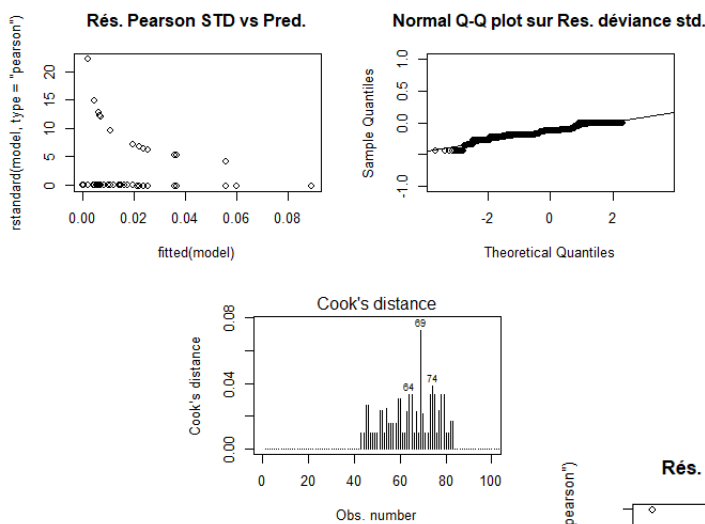 Rés. Pearson STD vs Pred.
rstandard(model, type = "pearson")
20
15
10
5
0
0.00 0.02 0.04 0.06 0.08
fitted(model)
Normal Q-Q plot sur Res. déviance std.
Sample Quantiles
1.0
0.0
-1.0
-2 0 2
Theoretical Quantiles
Cook's distance
Cook's distance
0.08
0.04
0.00
69
64
74
0 20 40 60 80 100
Obs. number
Rés.
pearson")